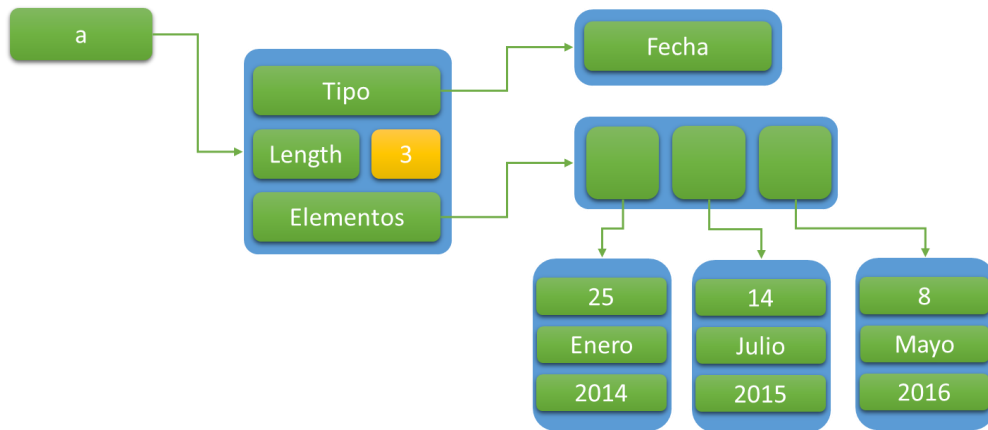 a
Tipo
Length
3
Elementos
Fecha
25
Enero
2014
14
Julio
2015
8
Mayo
2016